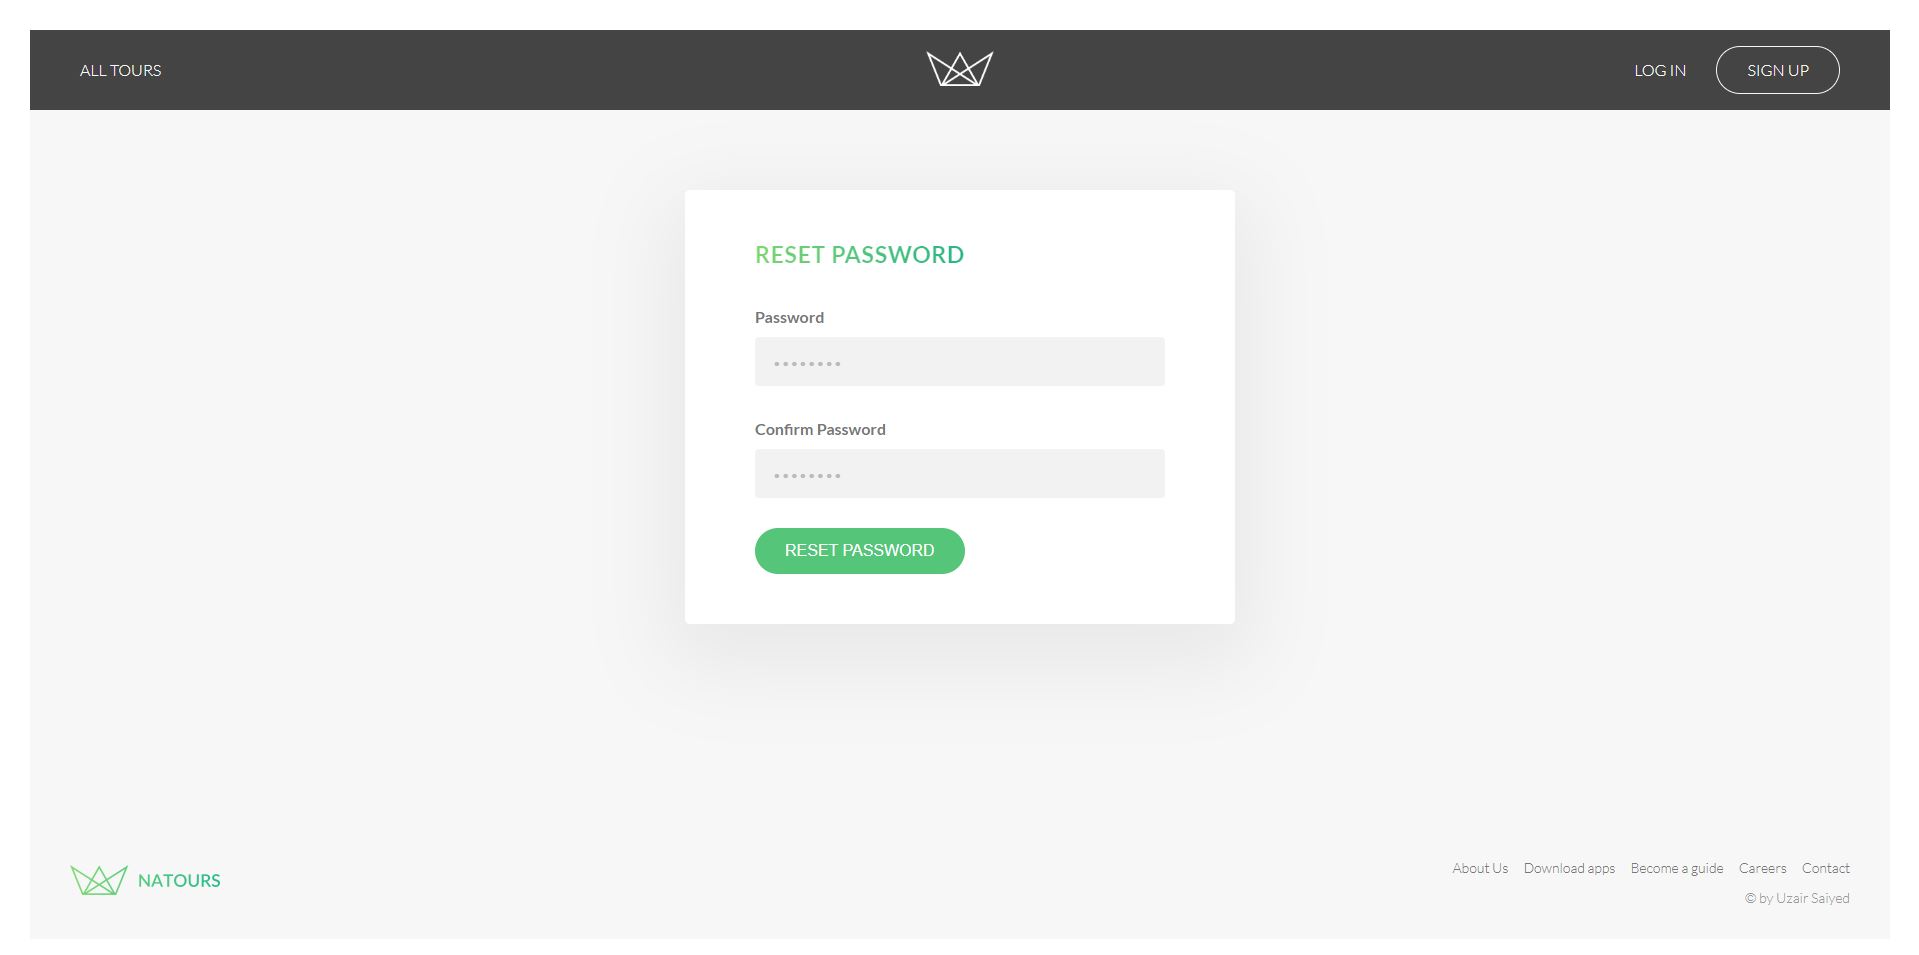 ALL TOURS LOG IN SIGN UP
RESET PASSWORD
Password
••••••••
Confirm Password
••••••••
RESET PASSWORD
NATOURS
About Us Download apps Become a guide Careers Contact
© by Uzair Saiyed